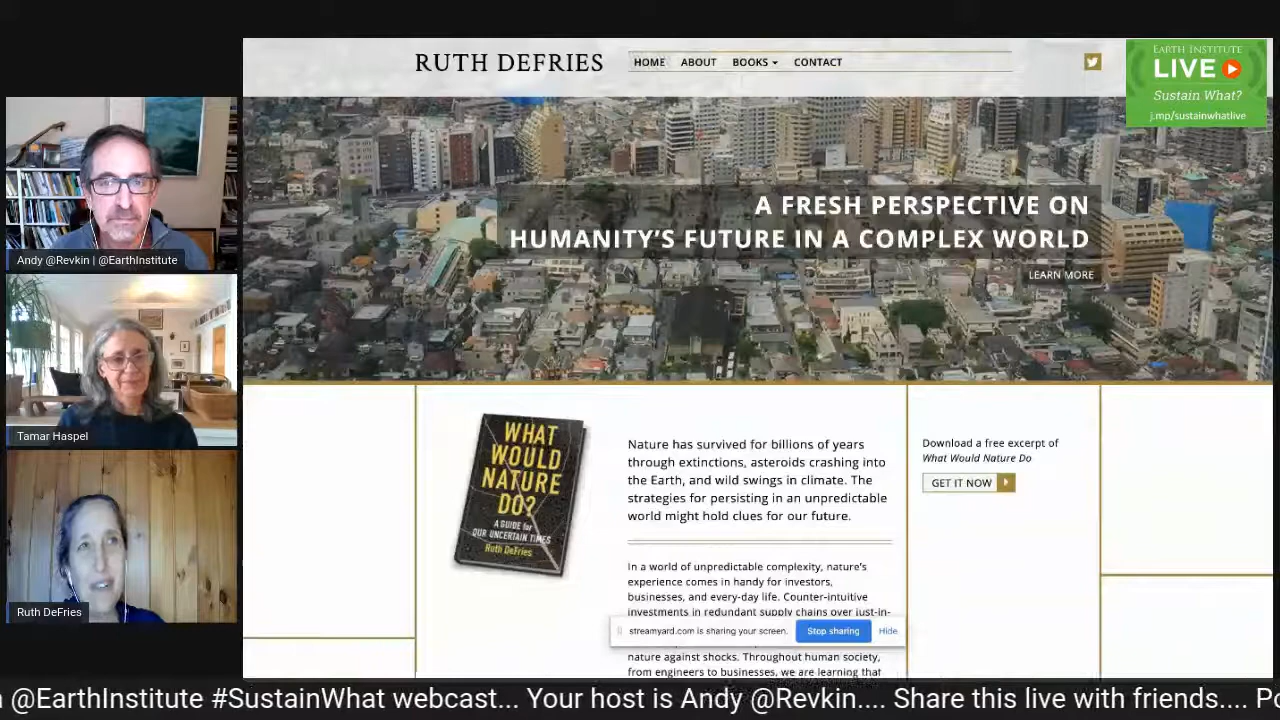 RUTH DEFRIES
HOME ABOUT BOOKS CONTACT
EARTH INSTITUTE
LIVE
Sustain What?
j.mp/sustainwhatlive
Andy @Revkin | @EarthInstitute
Tamar Haspel
Ruth DeFries
A FRESH PERSPECTIVE ON
HUMANITY'S FUTURE IN A COMPLEX WORLD
LEARN MORE
WHAT
WOULD
NATURE
DO?
A GUIDE for
OUR UNCERTAIN TIMES
Ruth DeFries
Nature has survived for billions of years
through extinctions, asteroids crashing into
the Earth, and wild swings in climate. The
strategies for persisting in an unpredictable
world might hold clues for our future.
In a world of unpredictable complexity, nature's
experience comes in handy for investors,
businesses, and every-day life. Counter-intuitive
investments in redundant supply chains over just-in-
nature against shocks. Throughout human society,
from engineers to businesses, we are learning that
Download a free excerpt of
What Would Nature Do
GET IT NOW
streamyard.com is sharing your screen.
Stop sharing
Hide
@EarthInstitute #SustainWhat webcast... Your host is Andy @Revkin.... Share this live with friends....